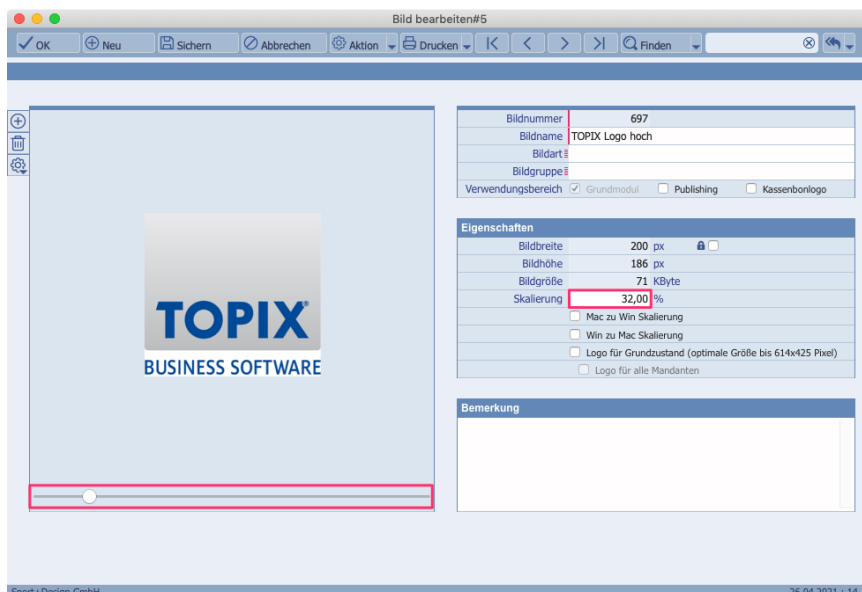 Bild bearbeiten#5
OK Neu Sichern Abbrechen Aktion Drucken Finden
Bildnummer 697
Bildname TOPIX Logo hoch
Bildart
Bildgruppe
Verwendungsbereich Grundmodul Publishing Kassenbonlogo
TOPIX®
BUSINESS SOFTWARE
Eigenschaften
Bildbreite 200 px
Bildhöhe 186 px
Bildgröße 71 KByte
Skalierung 32,00 %
Mac zu Win Skalierung
Win zu Mac Skalierung
Logo für Grundzustand (optimale Größe bis 614x425 Pixel)
Logo für alle Mandanten
Bemerkung